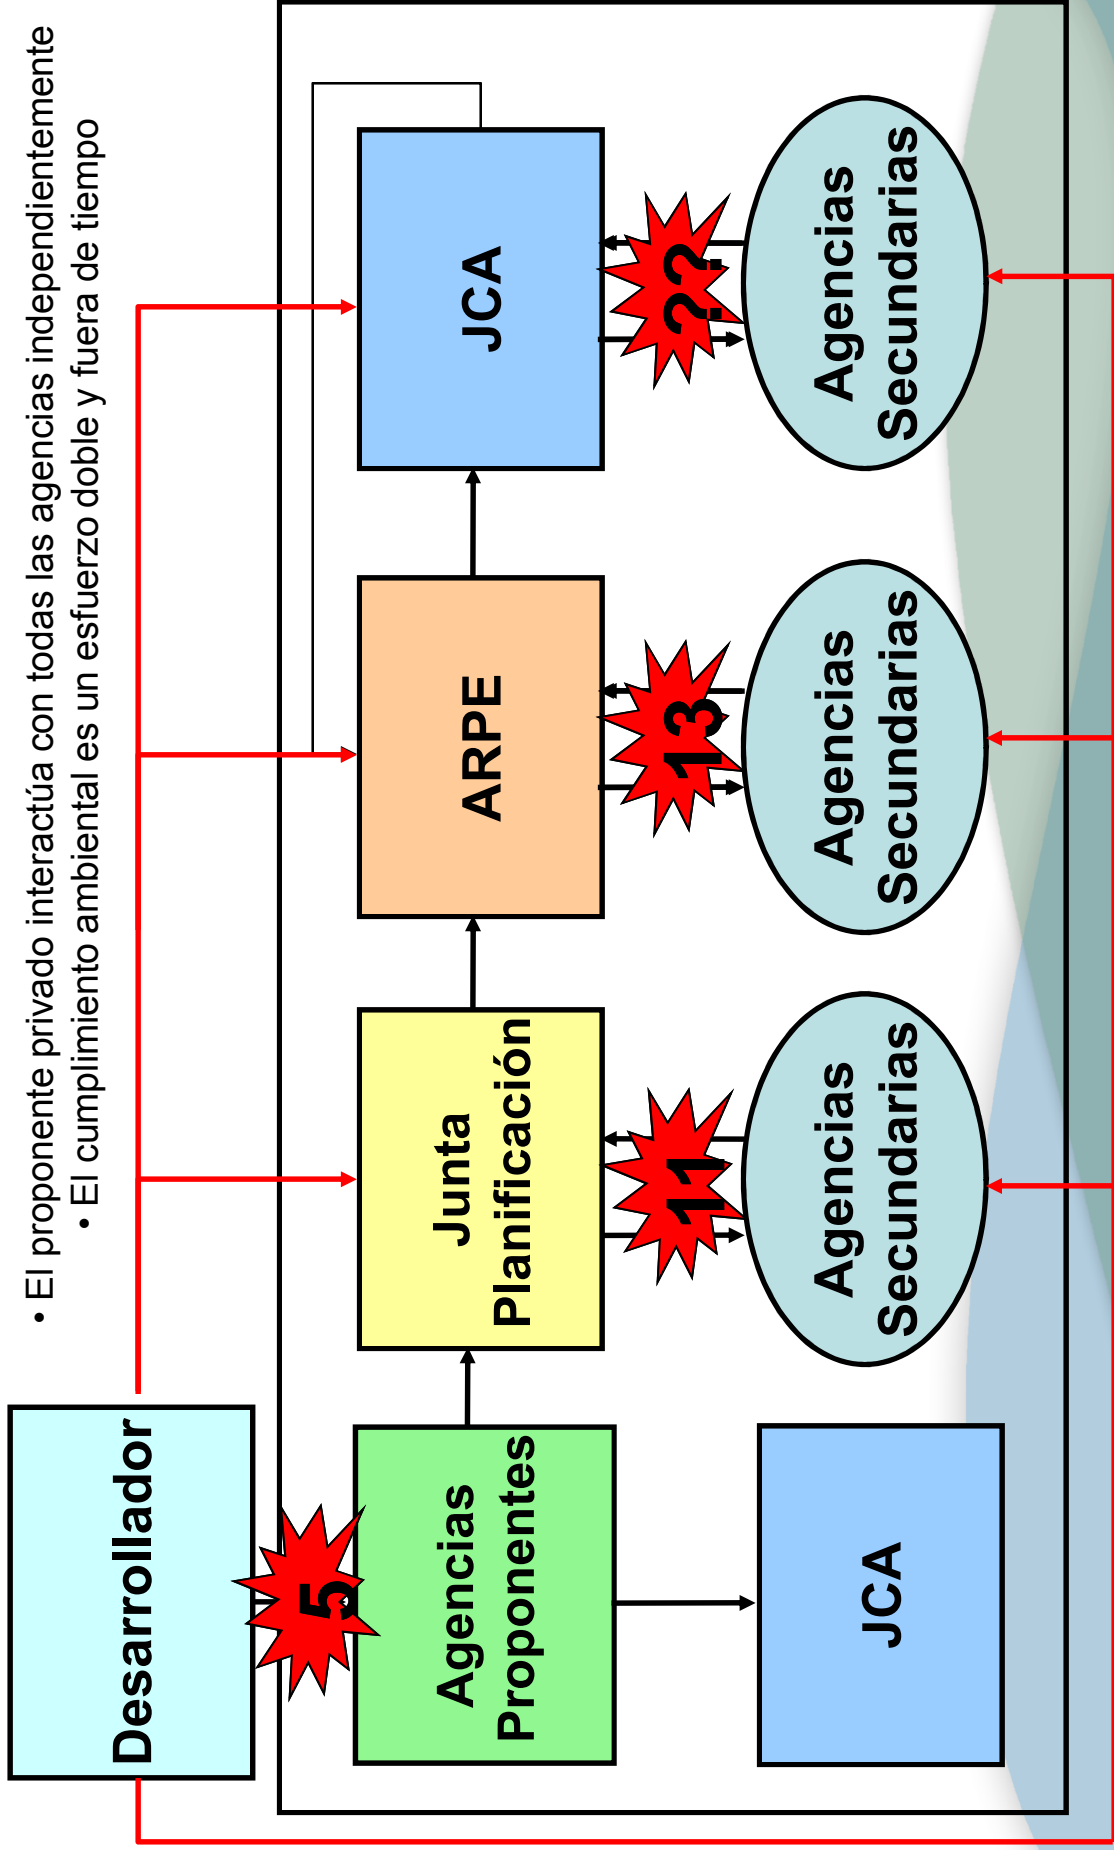 • El proponente privado interactúa con todas las agencias independientemente
• El cumplimiento ambiental es un esfuerzo doble y fuera de tiempo
Desarrollador
5
Agencias
Proponentes
Junta
Planificación
ARPE
JCA
11
13
??
JCA
Agencias
Secundarias
Agencias
Secundarias
Agencias
Secundarias